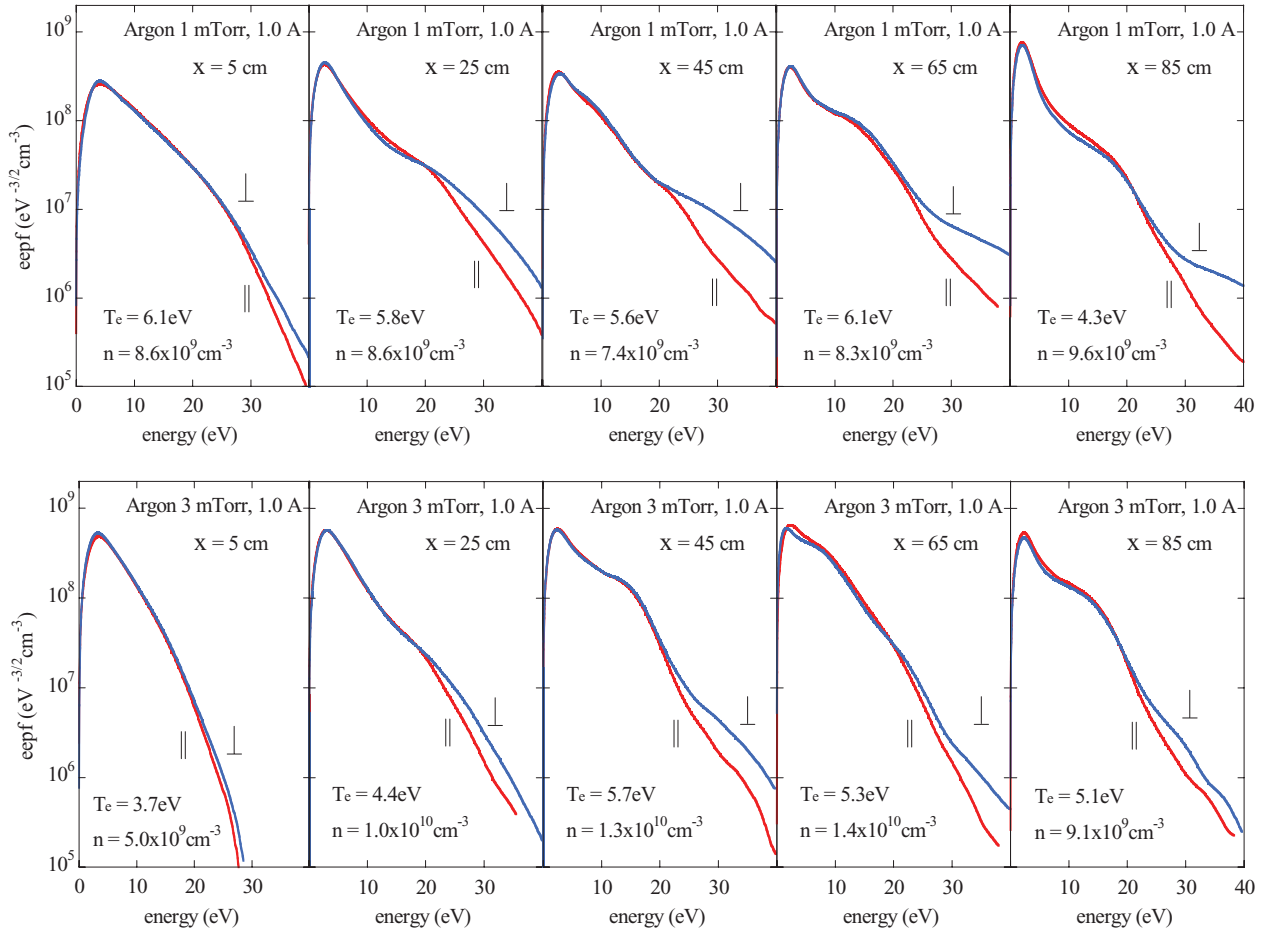 Argon 1 mTorr, 1.0 A
x = 5 cm
⊥
||
Tₑ = 6.1eV
n = 8.6x10⁹cm⁻³
Argon 1 mTorr, 1.0 A
x = 25 cm
⊥
||
Tₑ = 5.8eV
n = 8.6x10⁹cm⁻³
Argon 1 mTorr, 1.0 A
x = 45 cm
⊥
||
Tₑ = 5.6eV
n = 7.4x10⁹cm⁻³
Argon 1 mTorr, 1.0 A
x = 65 cm
⊥
||
Tₑ = 6.1eV
n = 8.3x10⁹cm⁻³
Argon 1 mTorr, 1.0 A
x = 85 cm
⊥
||
Tₑ = 4.3eV
n = 9.6x10⁹cm⁻³
10⁹
10⁸
10⁷
10⁶
10⁵
eepf (eV⁻³ᐟ²cm⁻³)
0 10 20 30 0 10 20 30 0 10 20 30 0 10 20 30 0 10 20 30 40
energy (eV) energy (eV) energy (eV) energy (eV) energy (eV)
Argon 3 mTorr, 1.0 A
x = 5 cm
||
⊥
Tₑ = 3.7eV
n = 5.0x10⁹cm⁻³
Argon 3 mTorr, 1.0 A
x = 25 cm
⊥
||
Tₑ = 4.4eV
n = 1.0x10¹⁰cm⁻³
Argon 3 mTorr, 1.0 A
x = 45 cm
⊥
||
Tₑ = 5.7eV
n = 1.3x10¹⁰cm⁻³
Argon 3 mTorr, 1.0 A
x = 65 cm
⊥
||
Tₑ = 5.3eV
n = 1.4x10¹⁰cm⁻³
Argon 3 mTorr, 1.0 A
x = 85 cm
⊥
||
Tₑ = 5.1eV
n = 9.1x10⁹cm⁻³
10⁹
10⁸
10⁷
10⁶
10⁵
eepf (eV⁻³ᐟ²cm⁻³)
0 10 20 30 0 10 20 30 0 10 20 30 0 10 20 30 0 10 20 30 40
energy (eV) energy (eV) energy (eV) energy (eV) energy (eV)